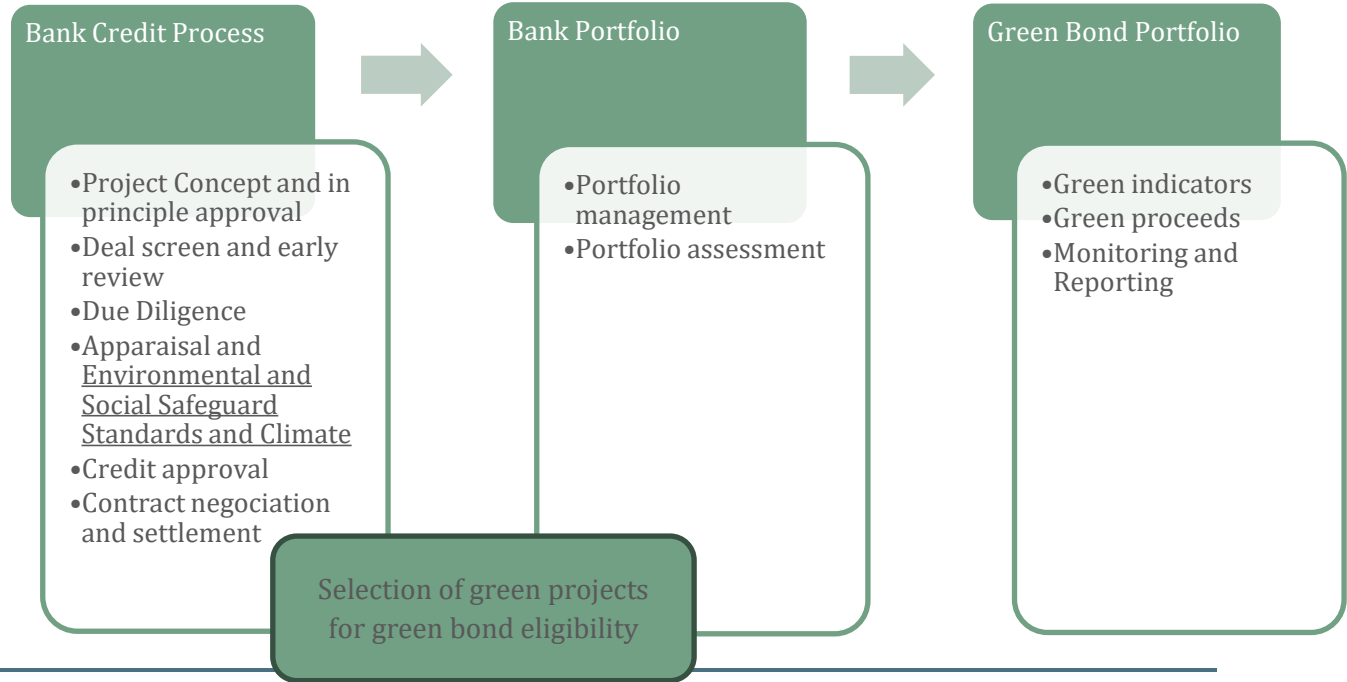 Bank Credit Process
•Project Concept and in
principle approval
•Deal screen and early
review
•Due Diligence
•Apparaisal and
Environmental and
Social Safeguard
Standards and Climate
•Credit approval
•Contract negociation
and settlement
Bank Portfolio
•Portfolio
management
•Portfolio assessment
Green Bond Portfolio
•Green indicators
•Green proceeds
•Monitoring and
Reporting
Selection of green projects
for green bond eligibility